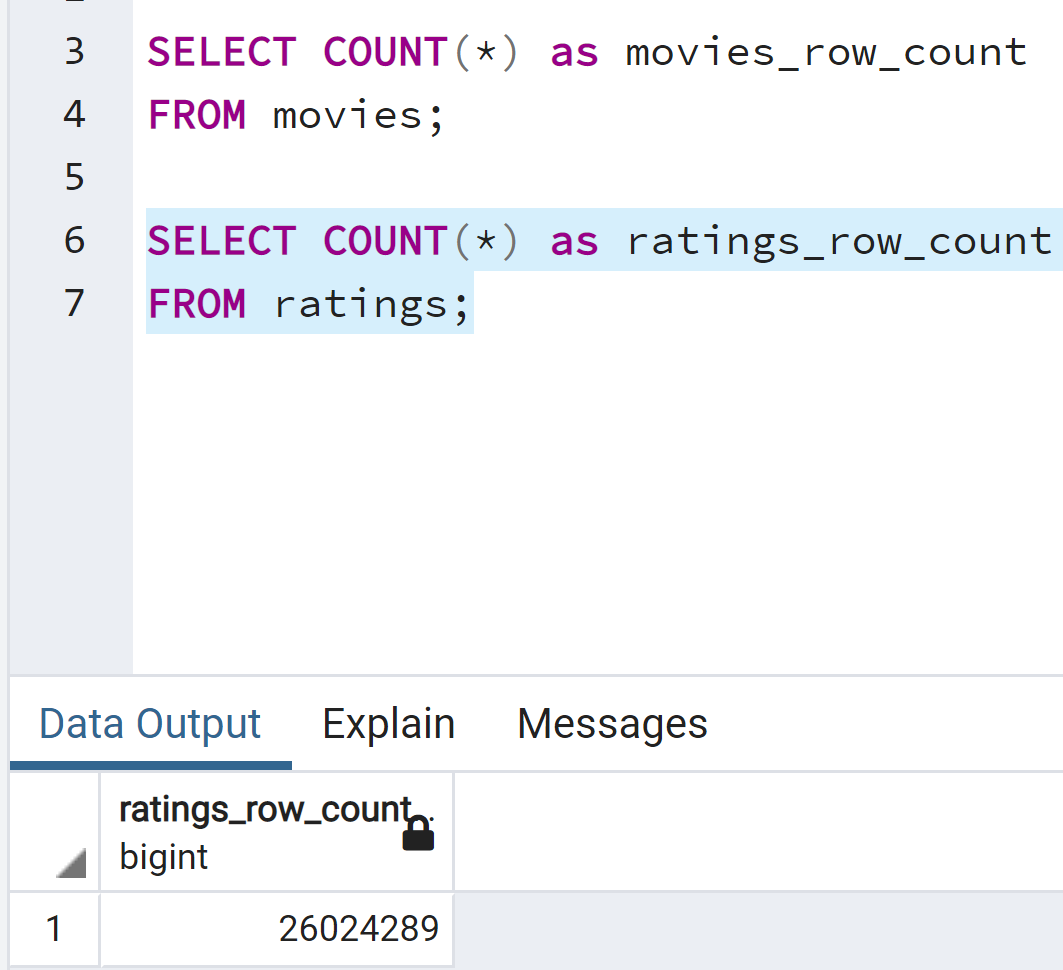 3 SELECT COUNT(*) as movies_row_count
4 FROM movies;
5
6 SELECT COUNT(*) as ratings_row_count
7 FROM ratings;
Data Output Explain Messages
ratings_row_count
bigint
1 26024289